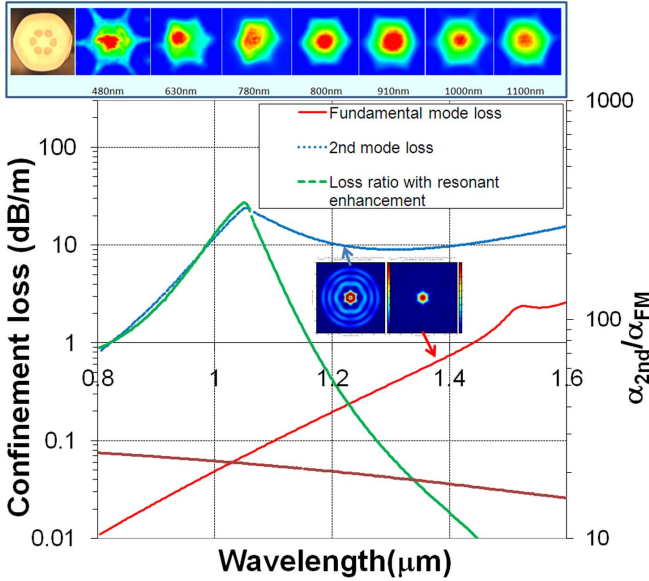 480nm 630nm 780nm 800nm 910nm 1000nm 1100nm
Fundamental mode loss
2nd mode loss
Loss ratio with resonant
enhancement
Confinement loss (dB/m)
100
10
1
0.1
0.01
0.8 1 1.2 1.4 1.6
Wavelength(μm)
1000
100
10
α2nd/αFM